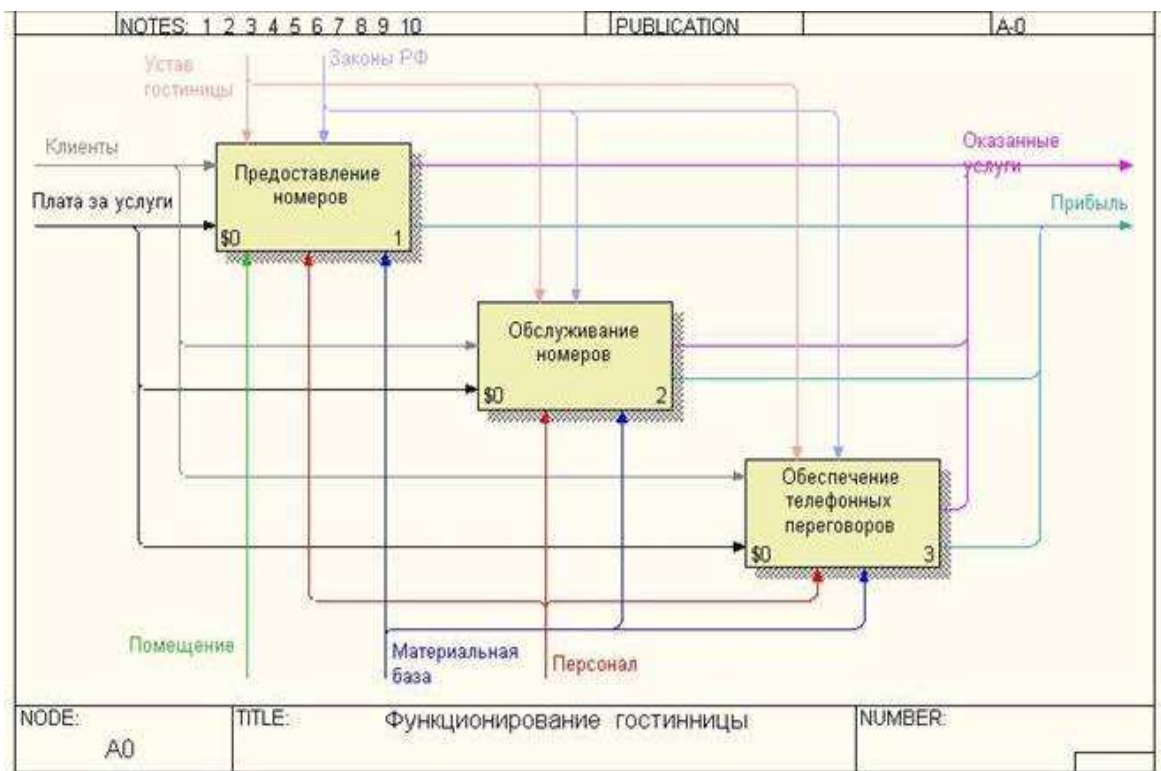 NOTES: 1 2 3 4 5 6 7 8 9 10
PUBLICATION
A-0
Устав
гостиницы
Законы РФ
Клиенты
Плата за услуги
Предоставление
номеров
$0
1
Оказанные
услуги
Прибыль
Обслуживание
номеров
$0
2
Обеспечение
телефонных
переговоров
$0
3
Помещение
Материальная
база
Персонал
NODE:
A0
TITLE:
Функционирование гостинницы
NUMBER: